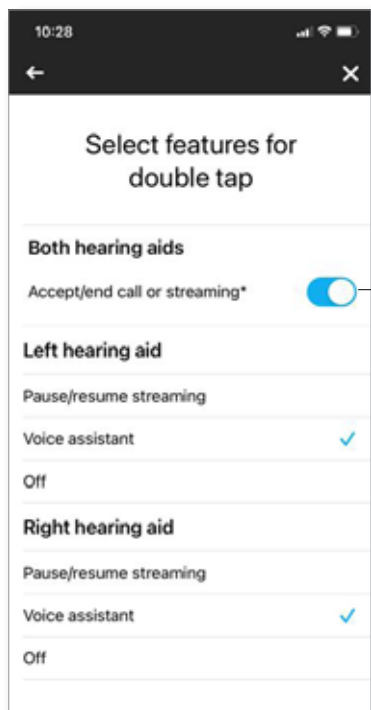 10:28
Select features for
double tap
Both hearing aids
Accept/end call or streaming*
Left hearing aid
Pause/resume streaming
Voice assistant
Off
Right hearing aid
Pause/resume streaming
Voice assistant
Off